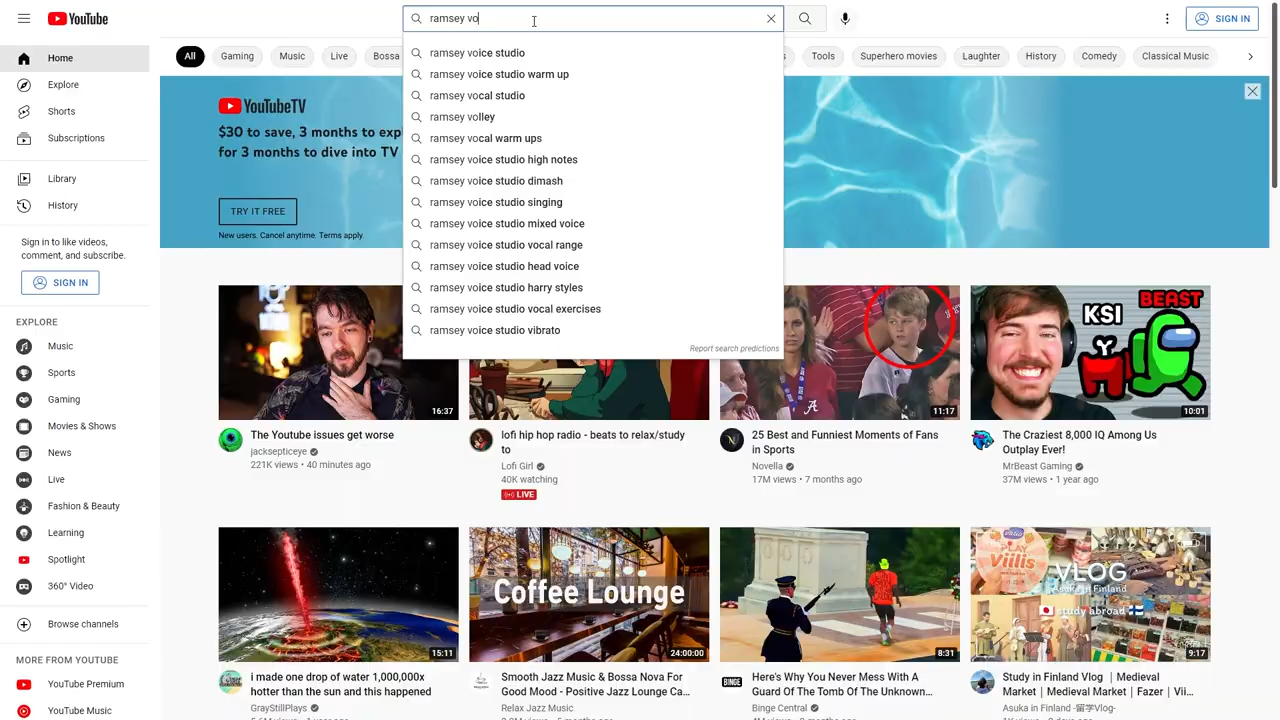 YouTube
ramsey vo
SIGN IN
Home
Explore
Shorts
Subscriptions
Library
History
Sign in to like videos,
comment, and subscribe.
SIGN IN
EXPLORE
Music
Sports
Gaming
Movies & Shows
News
Live
Fashion & Beauty
Learning
Spotlight
360° Video
Browse channels
MORE FROM YOUTUBE
YouTube Premium
YouTube Music
All
Gaming
Music
Live
Bossa
Tools
Superhero movies
Laughter
History
Comedy
Classical Music
ramsey voice studio
ramsey voice studio warm up
ramsey vocal studio
ramsey volley
ramsey vocal warm ups
ramsey voice studio high notes
ramsey voice studio dimash
ramsey voice studio singing
ramsey voice studio mixed voice
ramsey voice studio vocal range
ramsey voice studio head voice
ramsey voice studio harry styles
ramsey voice studio vocal exercises
ramsey voice studio vibrato
Report search predictions
YouTubeTV
$30 to save, 3 months to exp
for 3 months to dive into TV
TRY IT FREE
New users. Cancel anytime. Terms apply.
16:37
The Youtube issues get worse
jacksepticeye
221K views • 40 minutes ago
lofi hip hop radio - beats to relax/study
to
Lofi Girl
40K watching
LIVE
11:17
25 Best and Funniest Moments of Fans
in Sports
Novella
17M views • 7 months ago
KSI
BEAST
10:01
The Craziest 8,000 IQ Among Us
Outplay Ever!
MrBeast Gaming
37M views • 1 year ago
15:11
i made one drop of water 1,000,000x
hotter than the sun and this happened
GrayStillPlays
Coffee Lounge
24:00:00
Smooth Jazz Music & Bossa Nova For
Good Mood - Positive Jazz Lounge Ca...
Relax Jazz Music
8:31
BINGE
Here's Why You Never Mess With A
Guard Of The Tomb Of The Unknown...
Binge Central
PLAY
Viilis
VLOG
Asuka in Finland
study abroad
9:17
Study in Finland Vlog ｜Medieval
Market｜Medieval Market｜Fazer｜Vii...
Asuka in Finland -留学Vlog-